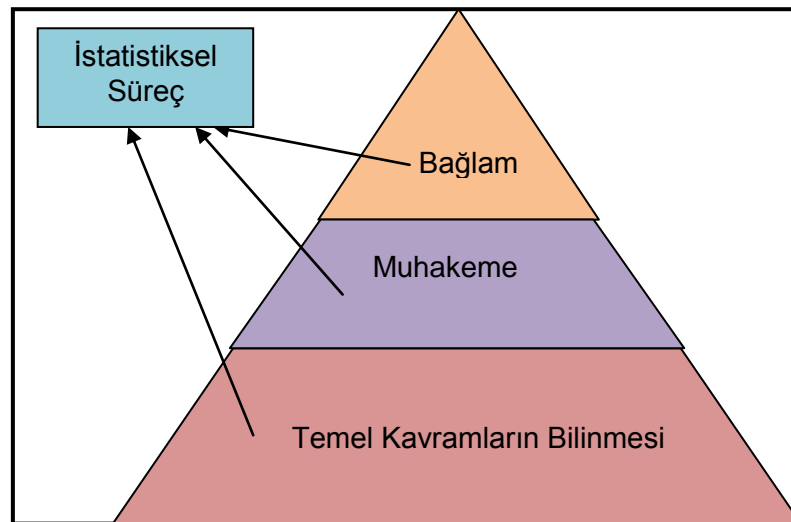 İstatistiksel
Süreç
Bağlam
Muhakeme
Temel Kavramların Bilinmesi